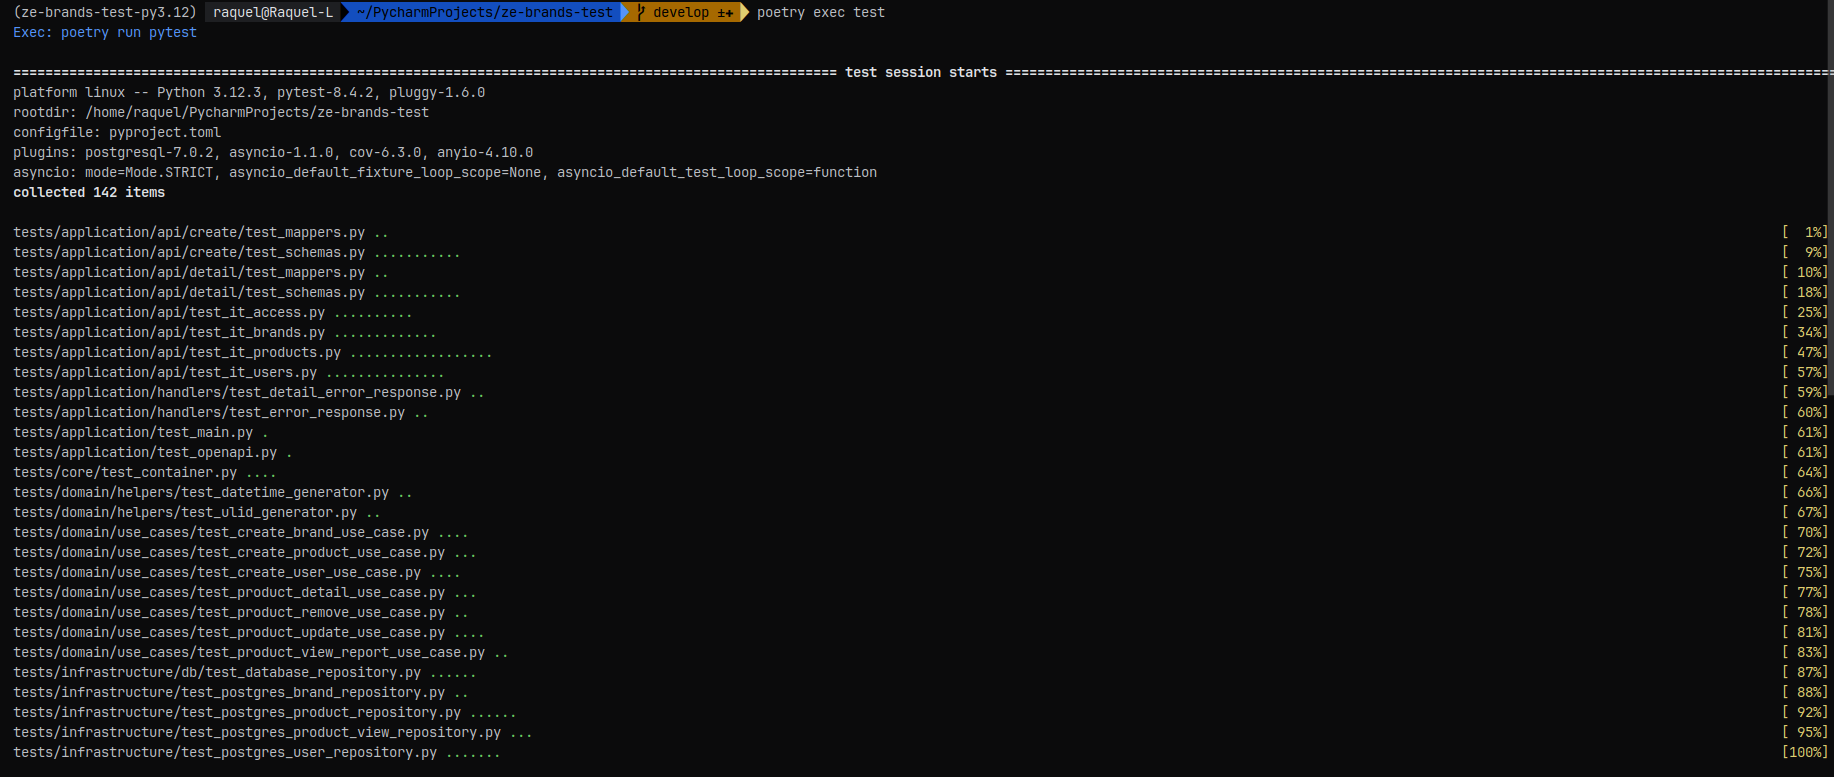 (ze-brands-test-py3.12) raquel@Raquel-L ~/PycharmProjects/ze-brands-test develop ±✚ poetry exec test
Exec: poetry run pytest
======================================================================================================= test session starts ========================================================================================================
platform linux -- Python 3.12.3, pytest-8.4.2, pluggy-1.6.0
rootdir: /home/raquel/PycharmProjects/ze-brands-test
configfile: pyproject.toml
plugins: postgresql-7.0.2, asyncio-1.1.0, cov-6.3.0, anyio-4.10.0
asyncio: mode=Mode.STRICT, asyncio_default_fixture_loop_scope=None, asyncio_default_test_loop_scope=function
collected 142 items
tests/application/api/create/test_mappers.py .. [  1%]
tests/application/api/create/test_schemas.py ........... [  9%]
tests/application/api/detail/test_mappers.py .. [ 10%]
tests/application/api/detail/test_schemas.py ........... [ 18%]
tests/application/api/test_it_access.py .......... [ 25%]
tests/application/api/test_it_brands.py ............. [ 34%]
tests/application/api/test_it_products.py .................. [ 47%]
tests/application/api/test_it_users.py ............... [ 57%]
tests/application/handlers/test_detail_error_response.py .. [ 59%]
tests/application/handlers/test_error_response.py .. [ 60%]
tests/application/test_main.py . [ 61%]
tests/application/test_openapi.py . [ 61%]
tests/core/test_container.py .... [ 64%]
tests/domain/helpers/test_datetime_generator.py .. [ 66%]
tests/domain/helpers/test_ulid_generator.py .. [ 67%]
tests/domain/use_cases/test_create_brand_use_case.py .... [ 70%]
tests/domain/use_cases/test_create_product_use_case.py ... [ 72%]
tests/domain/use_cases/test_create_user_use_case.py .... [ 75%]
tests/domain/use_cases/test_product_detail_use_case.py ... [ 77%]
tests/domain/use_cases/test_product_remove_use_case.py .. [ 78%]
tests/domain/use_cases/test_product_update_use_case.py .... [ 81%]
tests/domain/use_cases/test_product_view_report_use_case.py .. [ 83%]
tests/infrastructure/db/test_database_repository.py ...... [ 87%]
tests/infrastructure/test_postgres_brand_repository.py .. [ 88%]
tests/infrastructure/test_postgres_product_repository.py ...... [ 92%]
tests/infrastructure/test_postgres_product_view_repository.py ... [ 95%]
tests/infrastructure/test_postgres_user_repository.py ....... [100%]